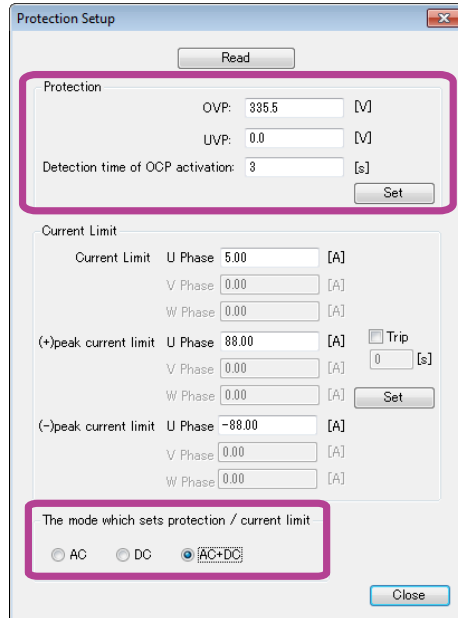 Protection Setup
Read
Protection
OVP: 335.5 [V]
UVP: 0.0 [V]
Detection time of OCP activation: 3 [s]
Set
Current Limit
Current Limit U Phase 5.00 [A]
V Phase 0.00 [A]
W Phase 0.00 [A]
(+)peak current limit U Phase 88.00 [A] Trip
V Phase 0.00 [A] 0 [s]
W Phase 0.00 [A] Set
(-)peak current limit U Phase -88.00 [A]
V Phase 0.00 [A]
W Phase 0.00 [A]
The mode which sets protection / current limit
AC DC AC+DC
Close